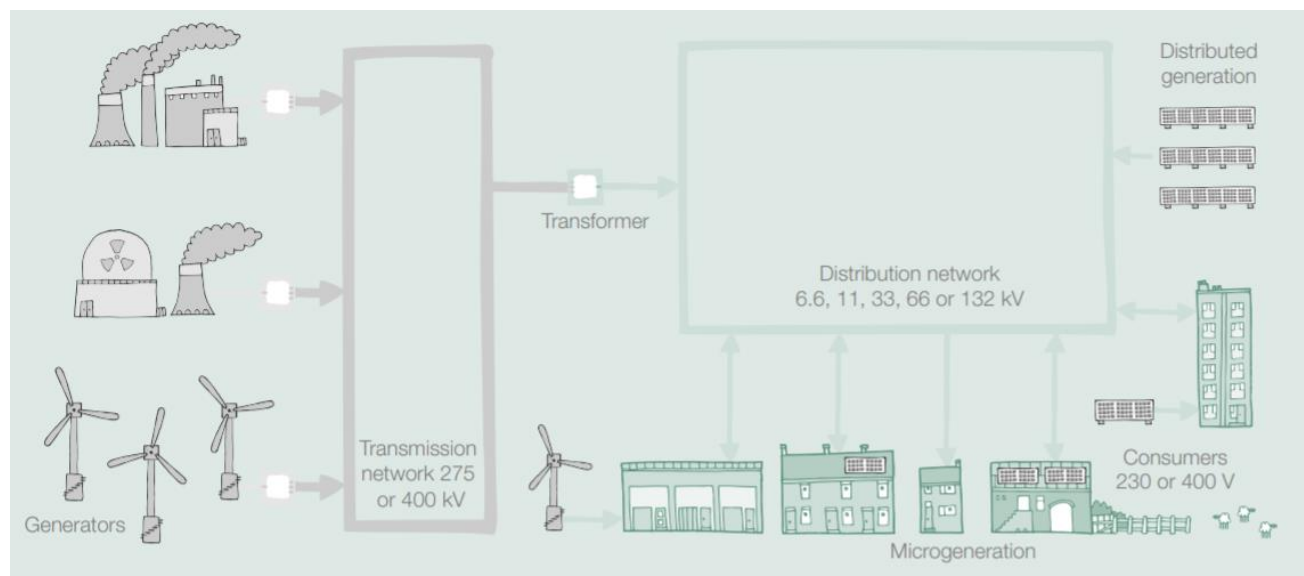 Distributed
generation
Transformer
Distribution network
6.6, 11, 33, 66 or 132 kV
Transmission
network 275
or 400 kV
Generators
Consumers
230 or 400 V
Microgeneration